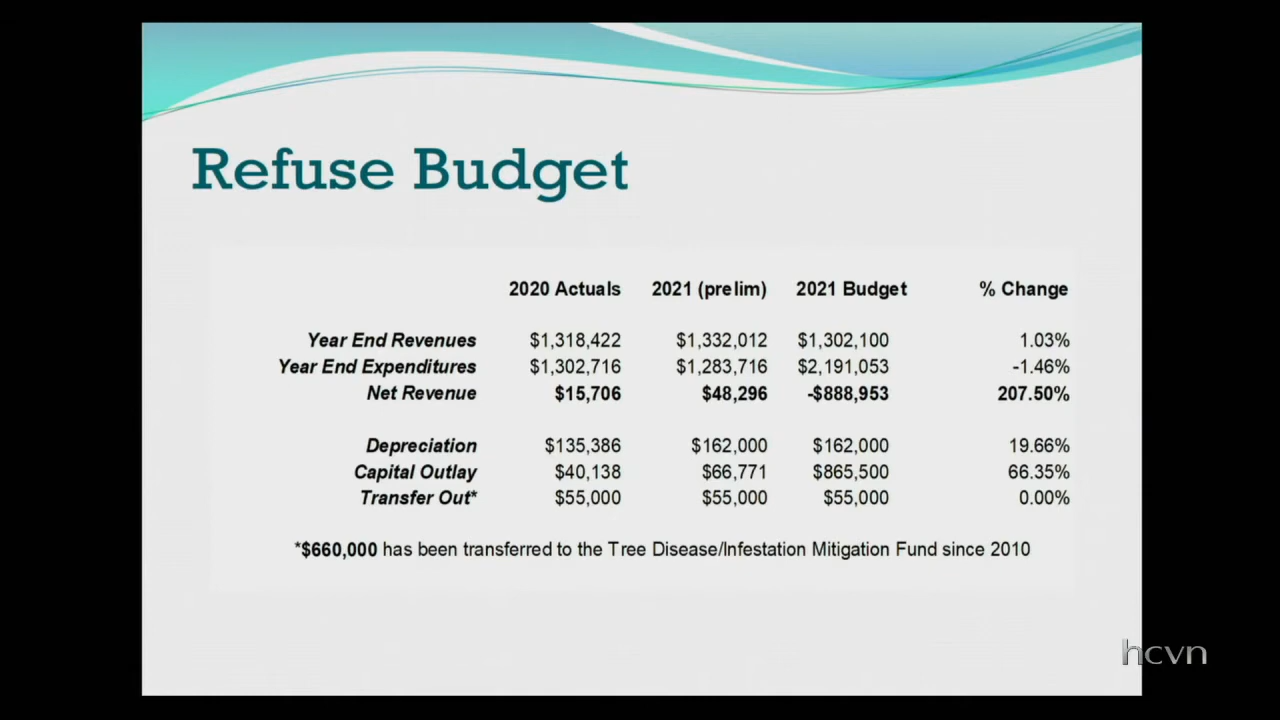 Refuse Budget
2020 Actuals 2021 (prelim) 2021 Budget % Change
Year End Revenues $1,318,422 $1,332,012 $1,302,100 1.03%
Year End Expenditures $1,302,716 $1,283,716 $2,191,053 -1.46%
Net Revenue $15,706 $48,296 -$888,953 207.50%
Depreciation $135,386 $162,000 $162,000 19.66%
Capital Outlay $40,138 $66,771 $865,500 66.35%
Transfer Out* $55,000 $55,000 $55,000 0.00%
*$660,000 has been transferred to the Tree Disease/Infestation Mitigation Fund since 2010
hcvn